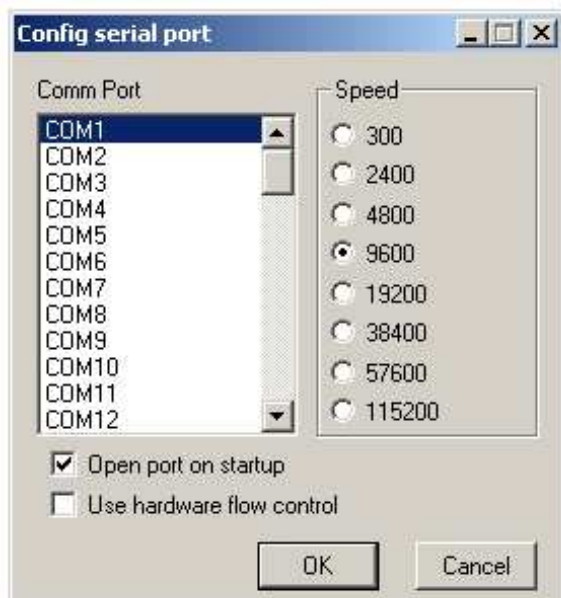 Config serial port
Comm Port
COM1
COM2
COM3
COM4
COM5
COM6
COM7
COM8
COM9
COM10
COM11
COM12
Speed
300
2400
4800
9600
19200
38400
57600
115200
Open port on startup
Use hardware flow control
OK Cancel